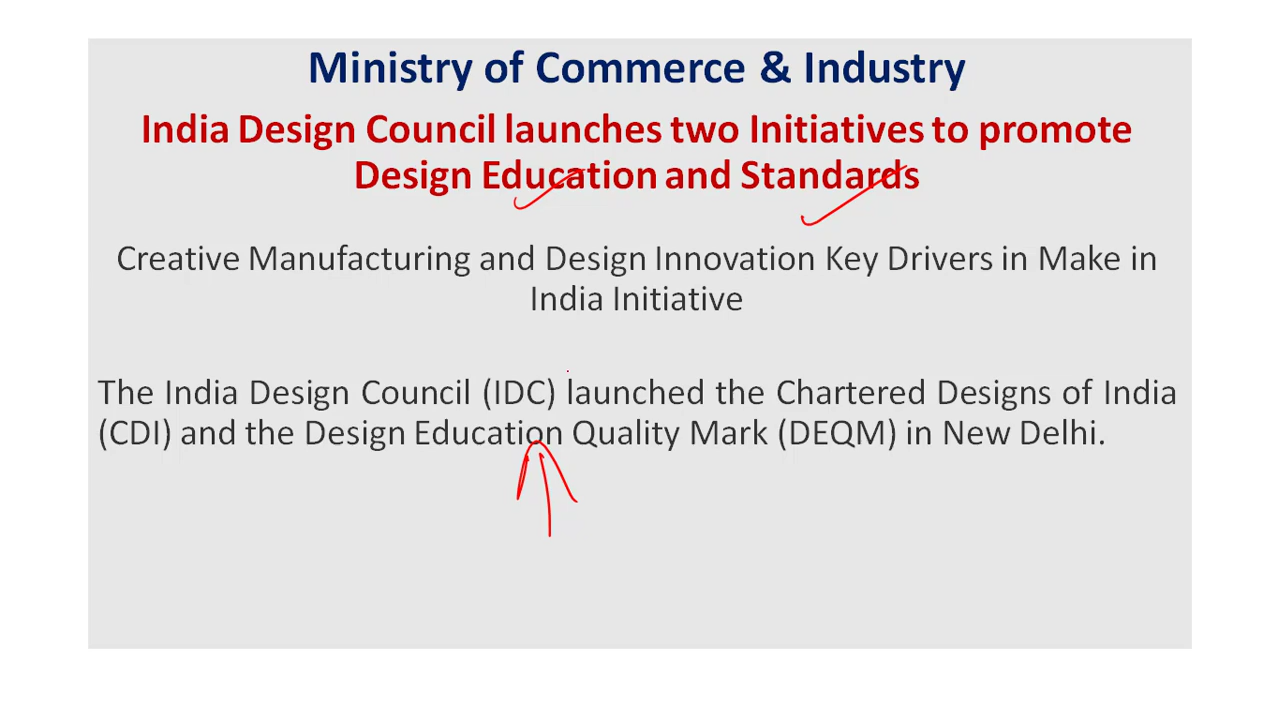 Ministry of Commerce & Industry
India Design Council launches two Initiatives to promote
Design Education and Standards
Creative Manufacturing and Design Innovation Key Drivers in Make in
India Initiative
The India Design Council (IDC) launched the Chartered Designs of India
(CDI) and the Design Education Quality Mark (DEQM) in New Delhi.